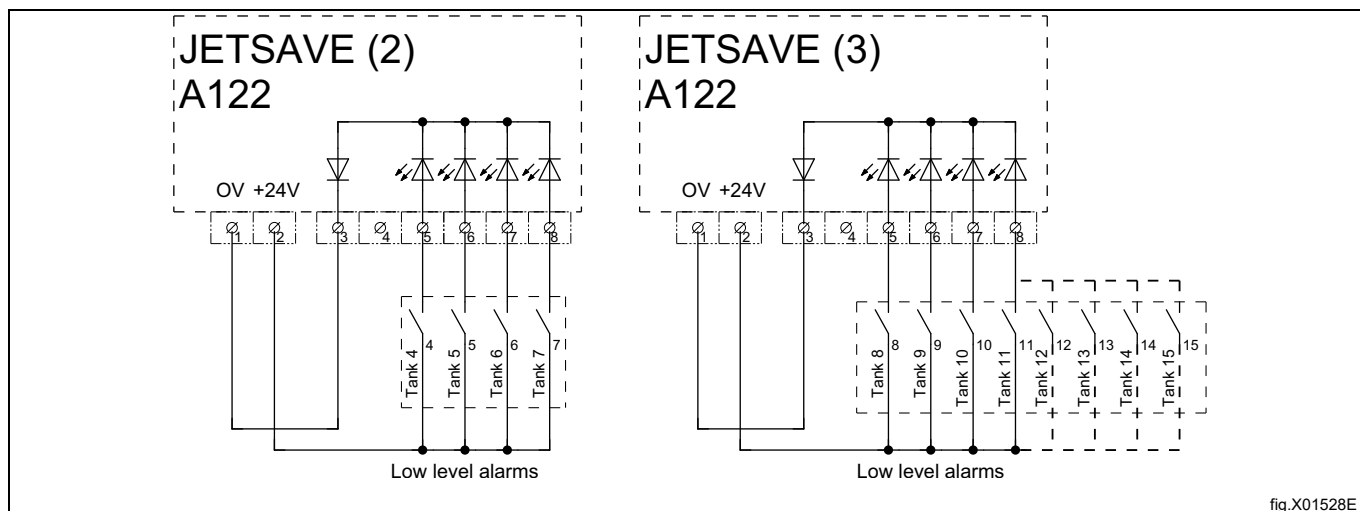 JETSAVE (2)
A122
OV +24V
1 2 3 4 5 6 7 8
Tank 4 4 Tank 5 5 Tank 6 6 Tank 7 7
Low level alarms
JETSAVE (3)
A122
OV +24V
1 2 3 4 5 6 7 8
Tank 8 8 Tank 9 9 Tank 10 10 Tank 11 11 Tank 12 12 Tank 13 13 Tank 14 14 Tank 15 15
Low level alarms
fig.X01528E